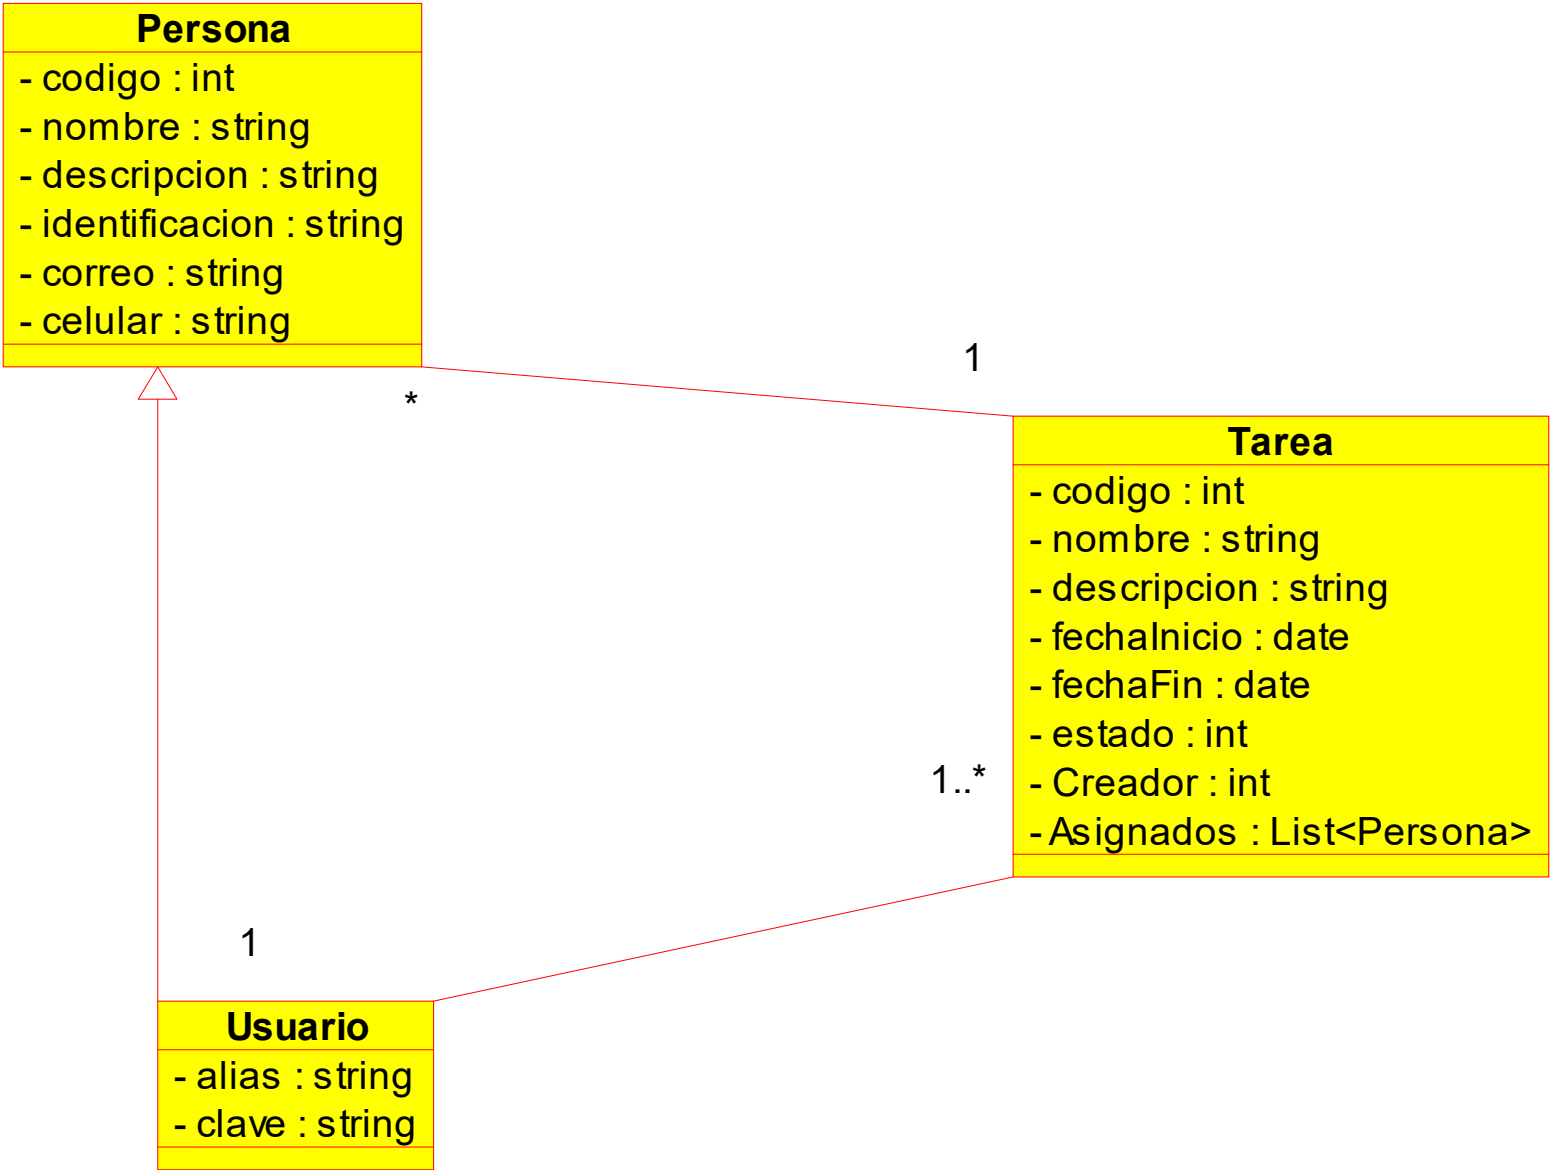 Persona
- codigo : int
- nombre : string
- descripcion : string
- identificacion : string
- correo : string
- celular : string
*
1
Tarea
- codigo : int
- nombre : string
- descripcion : string
- fechaInicio : date
- fechaFin : date
- estado : int
- Creador : int
- Asignados : List<Persona>
1..*
1
Usuario
- alias : string
- clave : string